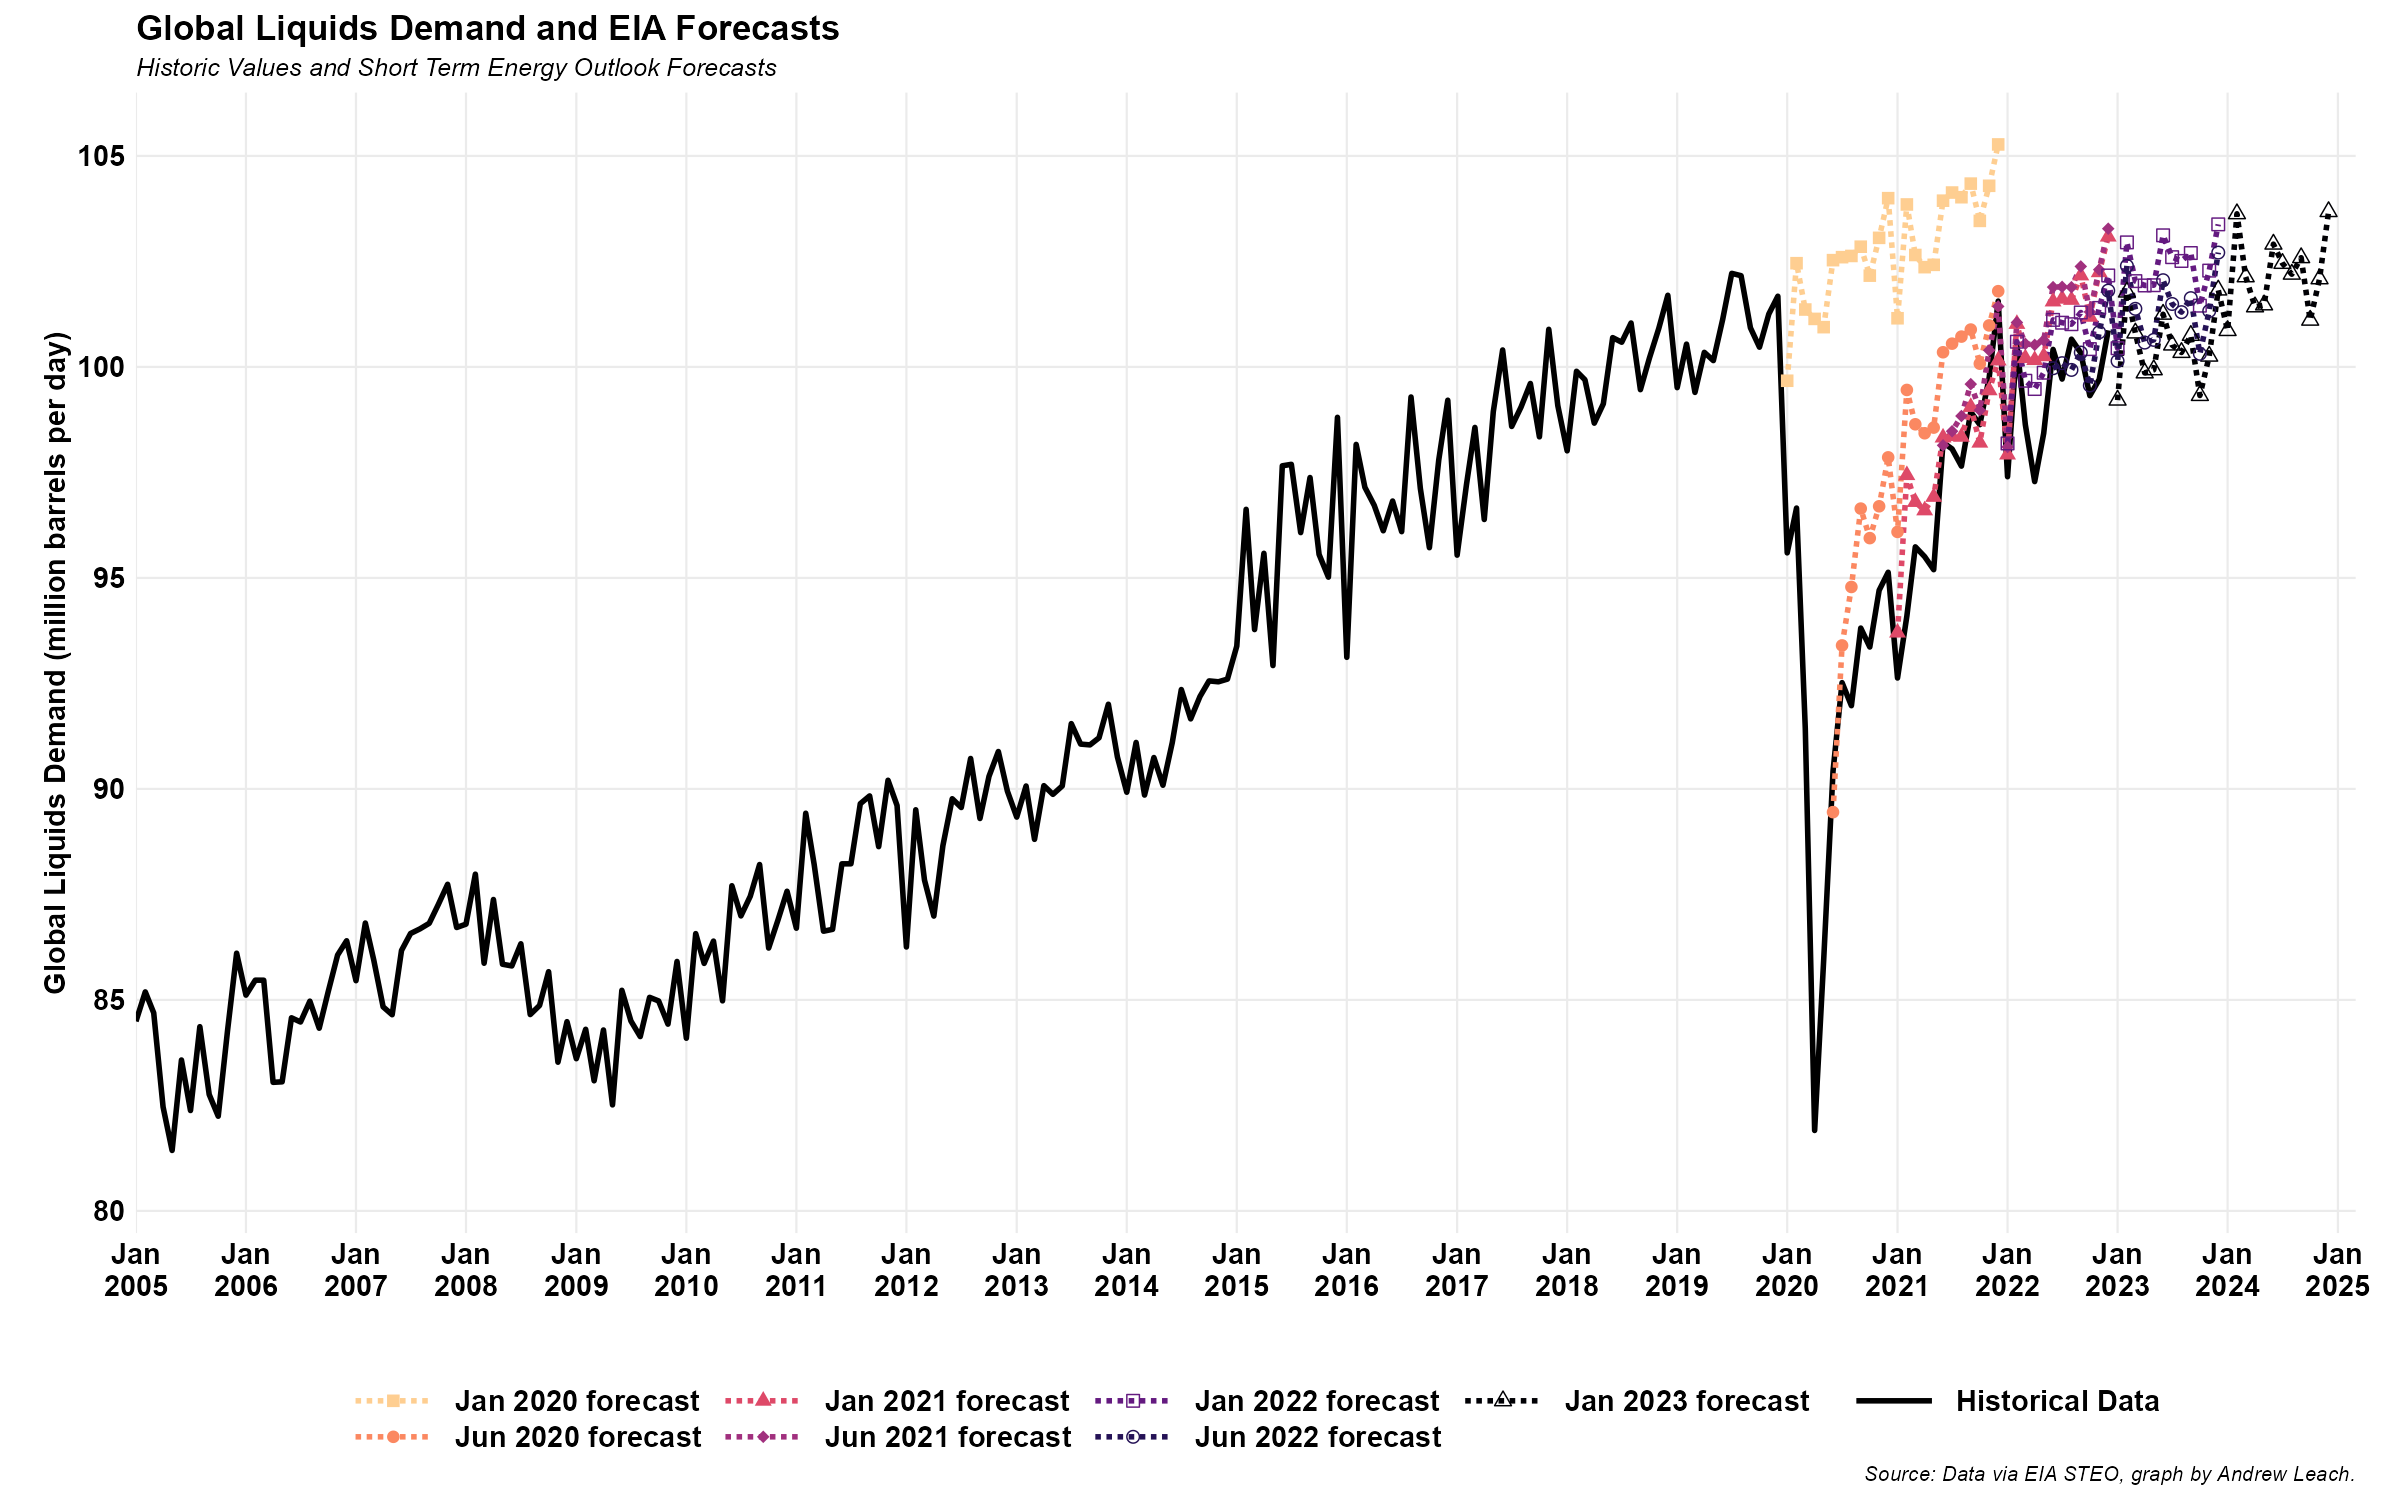 Global Liquids Demand and EIA Forecasts
Historic Values and Short Term Energy Outlook Forecasts
Global Liquids Demand (million barrels per day)
105
100
95
90
85
80
Jan Jan Jan Jan Jan Jan Jan Jan Jan Jan Jan Jan Jan Jan Jan Jan Jan Jan Jan Jan Jan
2005 2006 2007 2008 2009 2010 2011 2012 2013 2014 2015 2016 2017 2018 2019 2020 2021 2022 2023 2024 2025
Jan 2020 forecast Jan 2021 forecast Jan 2022 forecast Jan 2023 forecast Historical Data
Jun 2020 forecast Jun 2021 forecast Jun 2022 forecast
Source: Data via EIA STEO, graph by Andrew Leach.